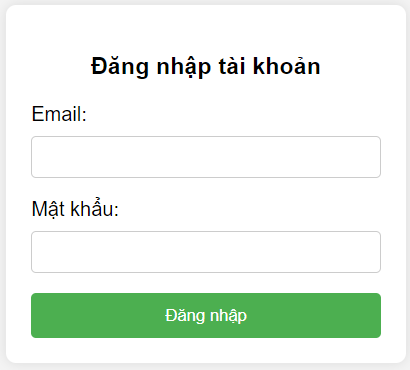 Đăng nhập tài khoản
Email:
Mật khẩu:
Đăng nhập